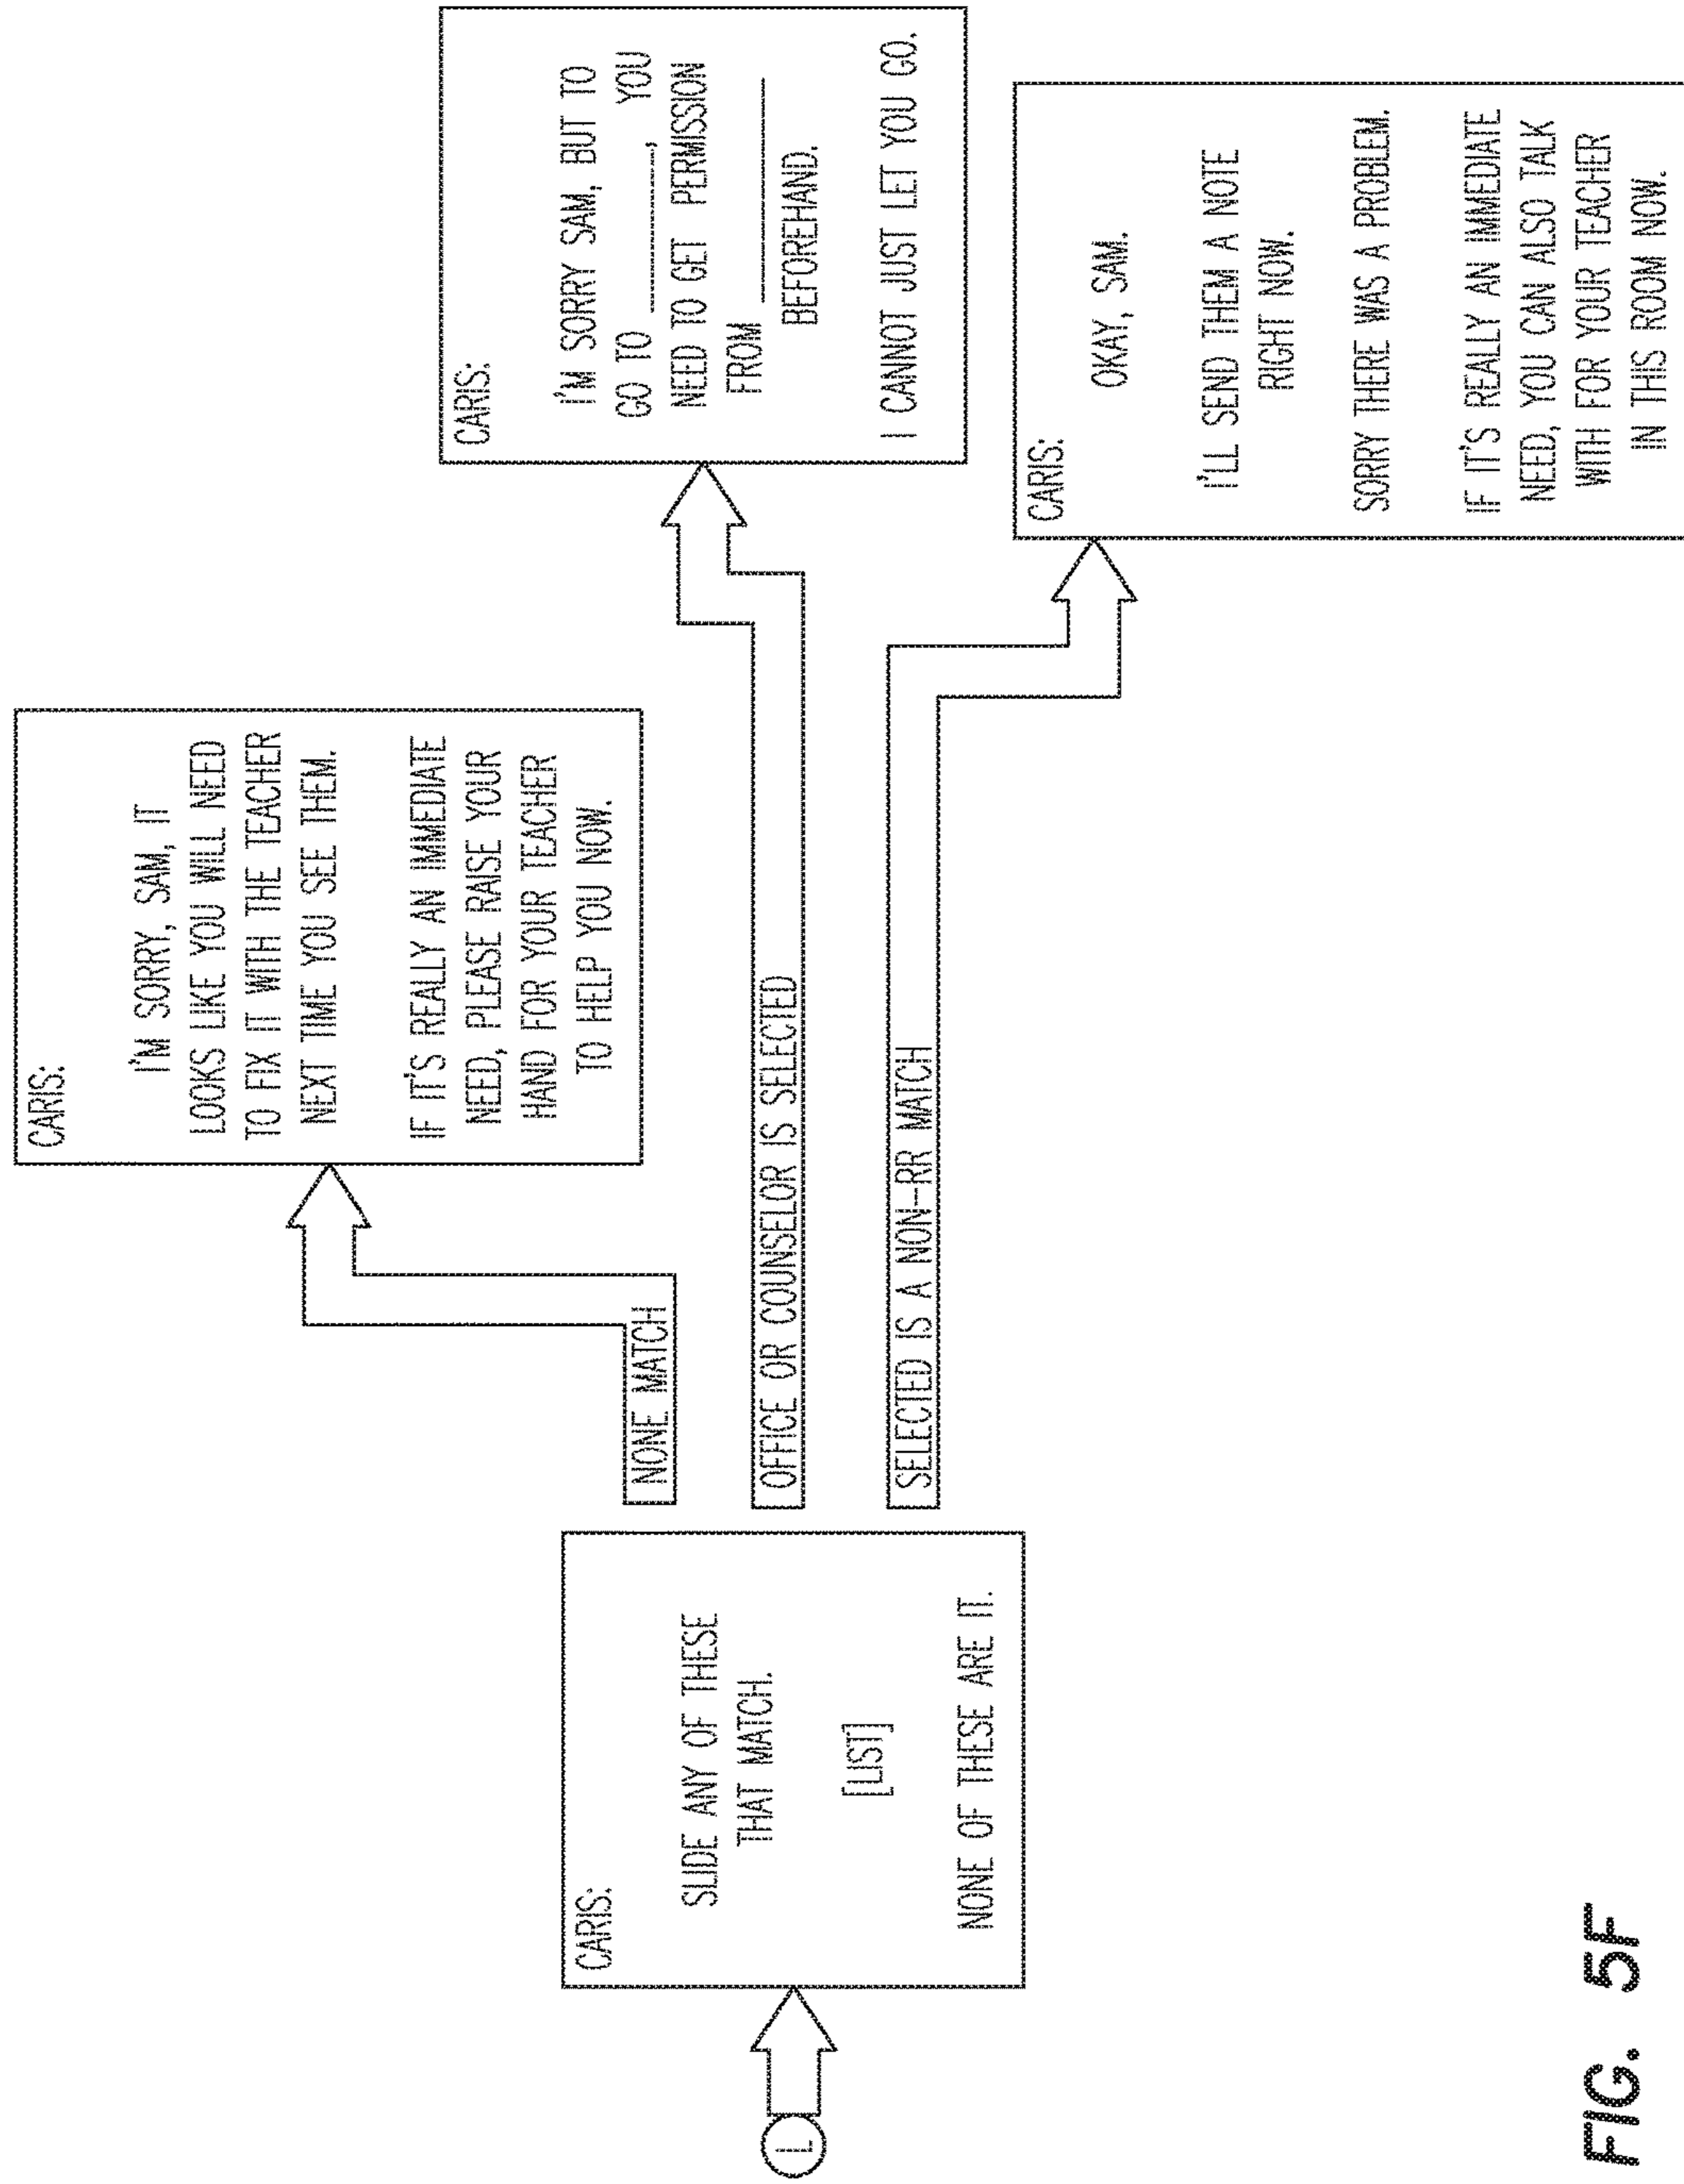 L
CARIS:
SLIDE ANY OF THESE
THAT MATCH.
[LIST]
NONE OF THESE ARE IT.
NONE MATCH
OFFICE OR COUNSELOR IS SELECTED
SELECTED IS A NON-RR MATCH
CARIS:
I'M SORRY, SAM, IT
LOOKS LIKE YOU WILL NEED
TO FIX IT WITH THE TEACHER
NEXT TIME YOU SEE THEM.
IF IT'S REALLY AN IMMEDIATE
NEED, PLEASE RAISE YOUR
HAND FOR YOUR TEACHER
TO HELP YOU NOW.
CARIS:
I'M SORRY SAM, BUT TO
GO TO ________, YOU
NEED TO GET PERMISSION
FROM ________
BEFOREHAND.
I CANNOT JUST LET YOU GO.
CARIS:
OKAY, SAM.
I'LL SEND THEM A NOTE
RIGHT NOW.
SORRY THERE WAS A PROBLEM.
IF IT'S REALLY AN IMMEDIATE
NEED, YOU CAN ALSO TALK
WITH FOR YOUR TEACHER
IN THIS ROOM NOW.
FIG. 5F